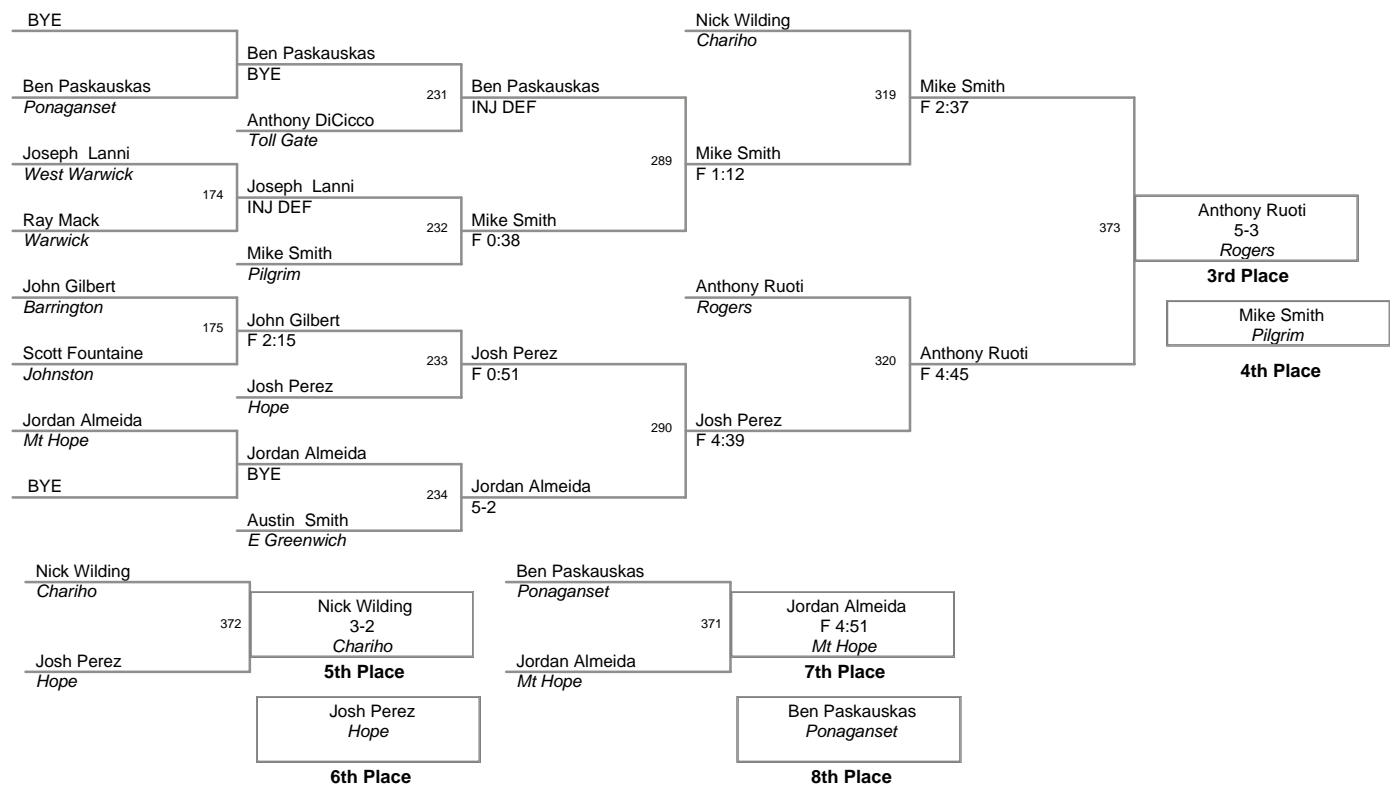 BYE
Ben Paskauskas
Ponaganset
Joseph Lanni
West Warwick
174
Ray Mack
Warwick
John Gilbert
Barrington
175
Scott Fountaine
Johnston
Jordan Almeida
Mt Hope
BYE
Ben Paskauskas
BYE
231
Anthony DiCicco
Toll Gate
Joseph Lanni
INJ DEF
232
Mike Smith
Pilgrim
John Gilbert
F 2:15
233
Josh Perez
Hope
Jordan Almeida
BYE
234
Austin Smith
E Greenwich
Ben Paskauskas
INJ DEF
289
Mike Smith
F 0:38
Josh Perez
F 0:51
290
Jordan Almeida
5-2
Nick Wilding
Chariho
319
Mike Smith
F 1:12
Anthony Ruoti
Rogers
320
Josh Perez
F 4:39
Mike Smith
F 2:37
373
Anthony Ruoti
F 4:45
Anthony Ruoti
5-3
Rogers
3rd Place
Mike Smith
Pilgrim
4th Place
Nick Wilding
Chariho
372
Josh Perez
Hope
Nick Wilding
3-2
Chariho
5th Place
Josh Perez
Hope
6th Place
Ben Paskauskas
Ponaganset
371
Jordan Almeida
Mt Hope
Jordan Almeida
F 4:51
Mt Hope
7th Place
Ben Paskauskas
Ponaganset
8th Place